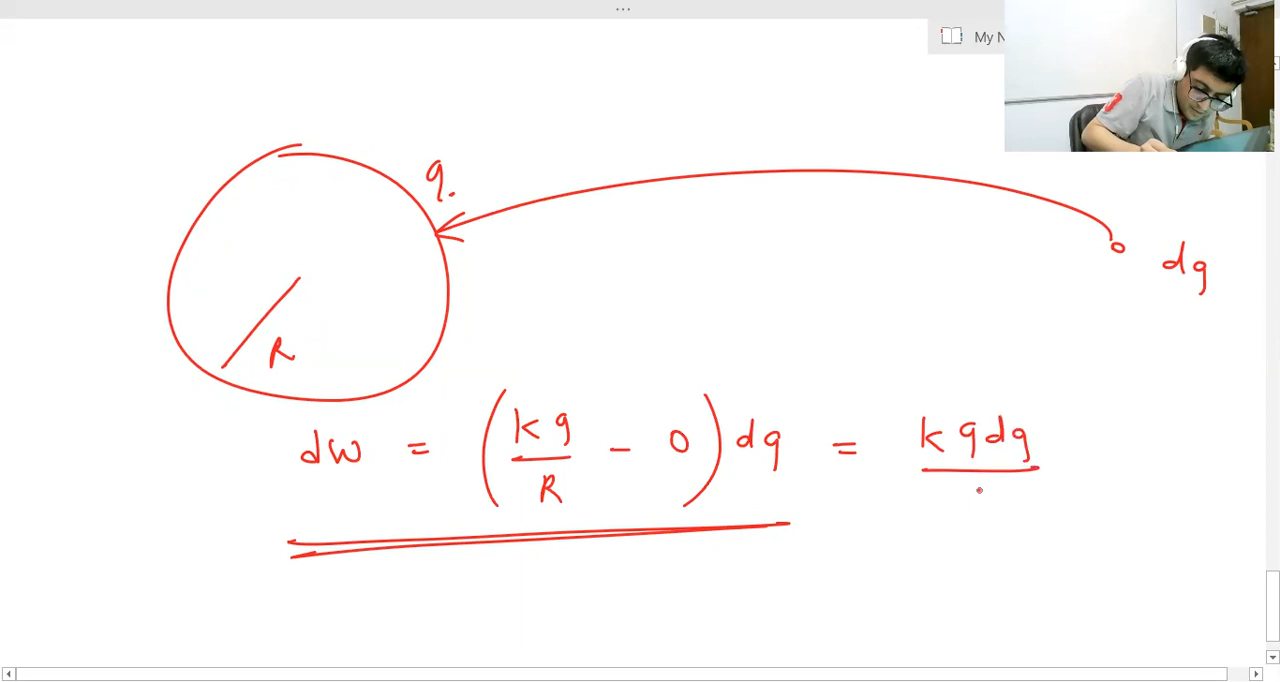 My N
q.
dq
R
dW = (kq/R - 0) dq = kqdq